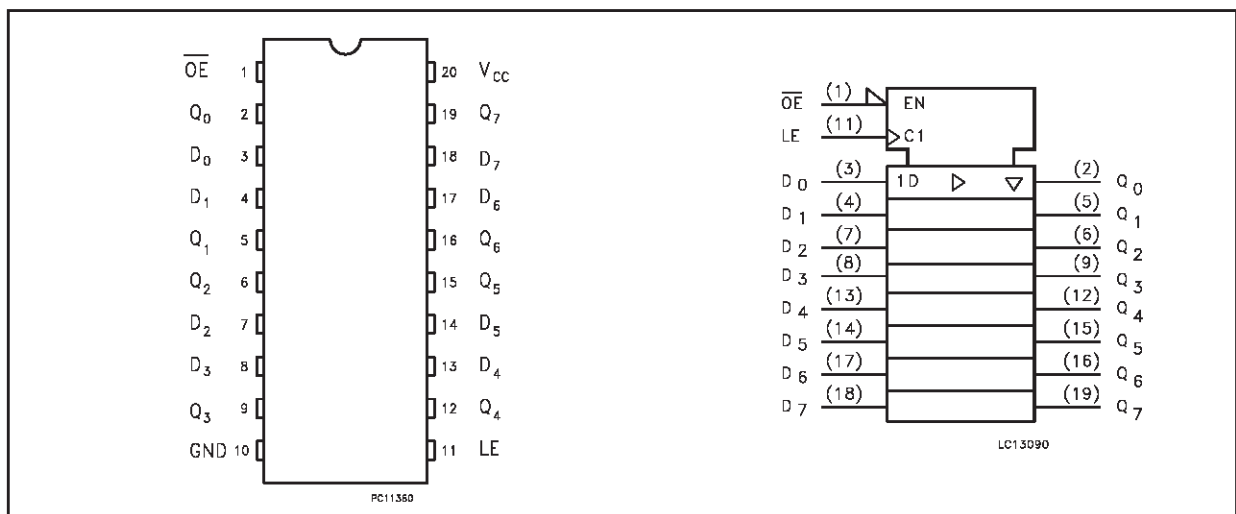 OE 1 20 VCC
Q0 2 19 Q7
D0 3 18 D7
D1 4 17 D6
Q1 5 16 Q6
Q2 6 15 Q5
D2 7 14 D5
D3 8 13 D4
Q3 9 12 Q4
GND 10 11 LE
PC11360
OE (1) EN
LE (11) C1
D0 (3) 1D (2) Q0
D1 (4) (5) Q1
D2 (7) (6) Q2
D3 (8) (9) Q3
D4 (13) (12) Q4
D5 (14) (15) Q5
D6 (17) (16) Q6
D7 (18) (19) Q7
LC13090